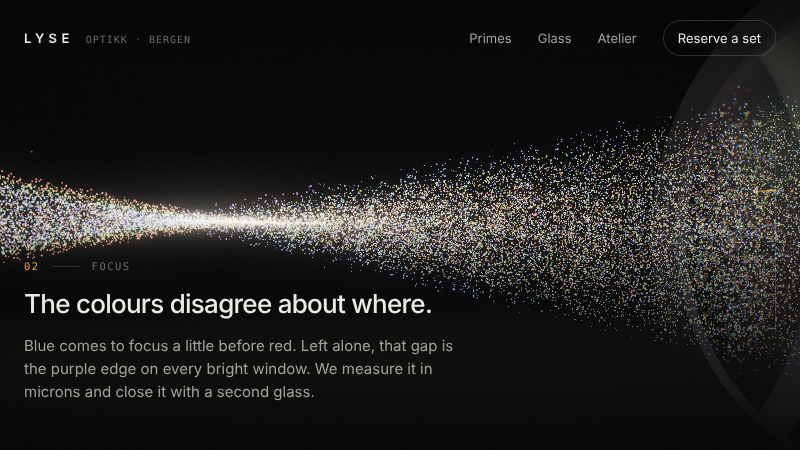 LYSE OPTIKK · BERGEN Primes Glass Atelier Reserve a set
02 FOCUS
The colours disagree about where.
Blue comes to focus a little before red. Left alone, that gap is
the purple edge on every bright window. We measure it in
microns and close it with a second glass.